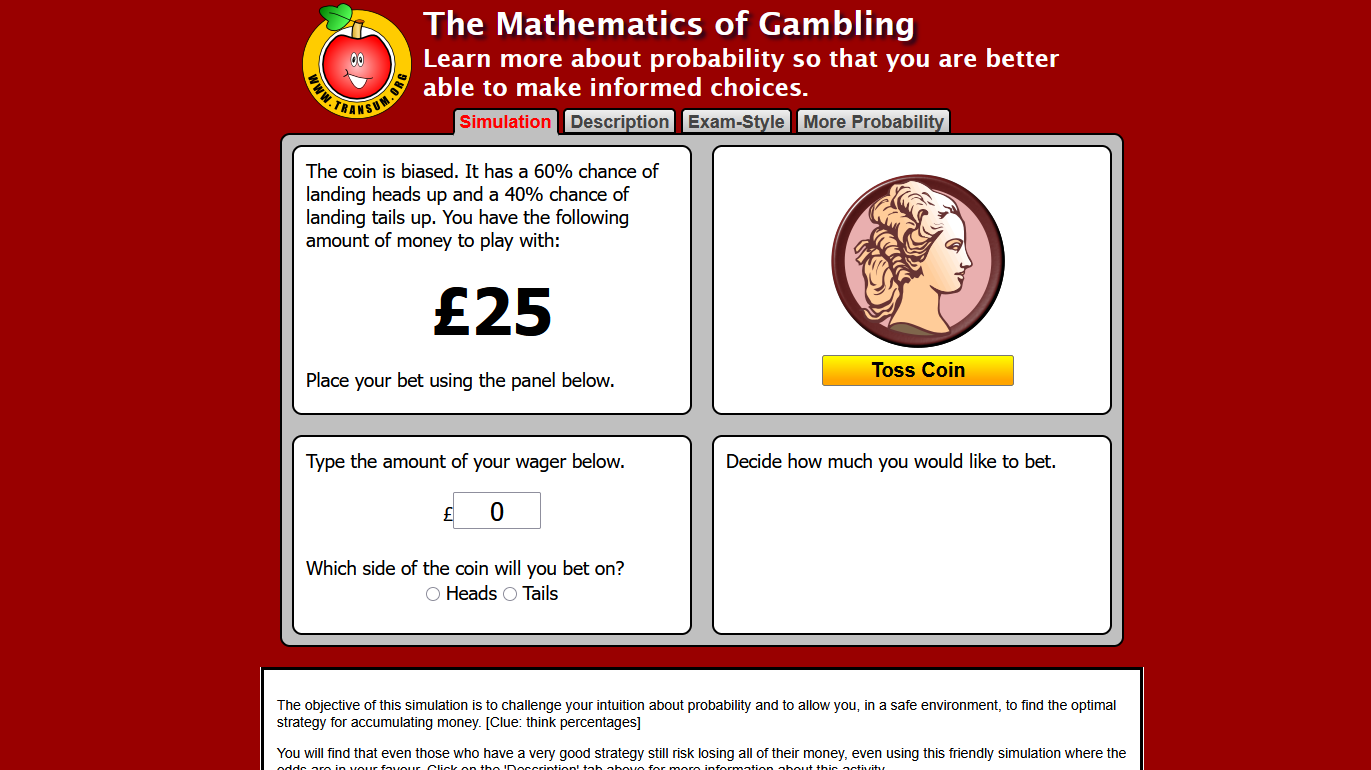 The Mathematics of Gambling
Learn more about probability so that you are better
able to make informed choices.
WWW.TRANSUM.ORG
Simulation Description Exam-Style More Probability
The coin is biased. It has a 60% chance of
landing heads up and a 40% chance of
landing tails up. You have the following
amount of money to play with:
£25
Place your bet using the panel below.
Toss Coin
Type the amount of your wager below.
£ 0
Which side of the coin will you bet on?
Heads Tails
Decide how much you would like to bet.
The objective of this simulation is to challenge your intuition about probability and to allow you, in a safe environment, to find the optimal
strategy for accumulating money. [Clue: think percentages]
You will find that even those who have a very good strategy still risk losing all of their money, even using this friendly simulation where the
odds are in your favour. Click on the 'Description' tab above for more information about this activity.